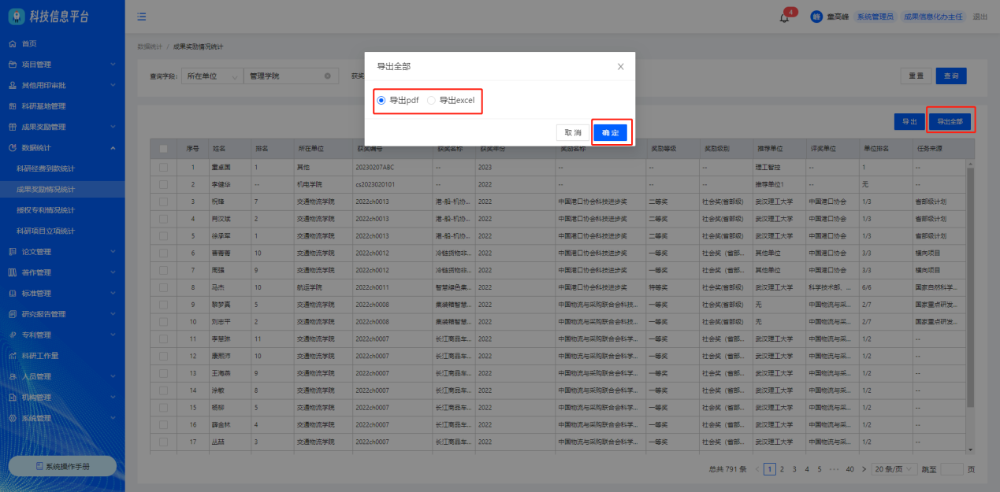 科技信息平台
4
峰 童高峰 系统管理员 成果信息化办主任 退出
首页
项目管理
其他用印审批
科研基地管理
成果奖励管理
数据统计
科研经费到款统计
成果奖励情况统计
授权专利情况统计
科研项目立项统计
论文管理
著作管理
标准管理
研究报告管理
专利管理
科研工作量
人员管理
机构管理
系统管理
系统操作手册
数据统计 / 成果奖励情况统计
查询字段: 所在单位 管理学院 获奖
重置 查询
导出全部
导出pdf 导出excel
取消 确定
导出 导出全部
序号 姓名 排名 所在单位 获奖编号 获奖名称 获奖年份 奖励名称 奖励等级 奖励级别 推荐单位 评奖单位 单位排名 任务来源
1 童卓国 1 其他 20230207ABC -- 2023 -- -- -- 理工智控 -- 1 --
2 李健华 -- 机电学院 cs2023020101 -- 2022 -- -- -- 推荐单位1 -- 无 --
3 祝锋 7 交通物流学院 2022ch0013 港-船-机协... 2022 中国港口协会科技进步奖 二等奖 社会奖(省部级) 武汉理工大学 中国港口协会 1/3 省部级计划
4 肖汉斌 2 交通物流学院 2022ch0013 港-船-机协... 2022 中国港口协会科技进步奖 二等奖 社会奖(省部级) 武汉理工大学 中国港口协会 1/3 省部级计划
5 徐承军 1 交通物流学院 2022ch0013 港-船-机协... 2022 中国港口协会科技进步奖 二等奖 社会奖(省部级) 武汉理工大学 中国港口协会 1/3 省部级计划
6 曹菁菁 10 交通物流学院 2022ch0012 冷链货物非... 2022 中国港口协会科技进步奖 一等奖 社会奖（省部... 其他单位 中国港口协会 3/3 横向项目
7 周强 9 交通物流学院 2022ch0012 冷链货物非... 2022 中国港口协会科技进步奖 一等奖 社会奖（省部... 其他单位 中国港口协会 3/3 横向项目
8 马杰 10 航运学院 2022ch0011 智慧绿色集... 2022 中国港口协会科技进步奖 特等奖 社会奖（省部... 武汉理工大学 科学技术部、... 6/6 国家自然科学...
9 黎梦真 5 交通物流学院 2022ch0008 集装箱智慧... 2022 中国物流与采购联合会科技... 一等奖 社会奖(省部级) 无 中国物流与采... 2/7 国家重点研发...
10 刘志平 2 交通物流学院 2022ch0008 集装箱智慧... 2022 中国物流与采购联合会科技... 一等奖 社会奖(省部级) 无 中国物流与采... 2/7 国家重点研发...
11 李慧琳 11 交通物流学院 2022ch0007 长江商品车... 2022 中国物流与采购联合会科学... 一等奖 社会奖（省部... 武汉理工大学 中国物流与采... 1/2 --
12 康熙沛 10 交通物流学院 2022ch0007 长江商品车... 2022 中国物流与采购联合会科学... 一等奖 社会奖（省部... 武汉理工大学 中国物流与采... 1/2 --
13 王海燕 9 交通物流学院 2022ch0007 长江商品车... 2022 中国物流与采购联合会科学... 一等奖 社会奖（省部... 武汉理工大学 中国物流与采... 1/2 --
14 涂敏 8 交通物流学院 2022ch0007 长江商品车... 2022 中国物流与采购联合会科学... 一等奖 社会奖（省部... 武汉理工大学 中国物流与采... 1/2 --
15 杨柳 5 交通物流学院 2022ch0007 长江商品车... 2022 中国物流与采购联合会科学... 一等奖 社会奖（省部... 武汉理工大学 中国物流与采... 1/2 --
16 薛金林 4 交通物流学院 2022ch0007 长江商品车... 2022 中国物流与采购联合会科学... 一等奖 社会奖（省部... 武汉理工大学 中国物流与采... 1/2 --
17 丛喆 3 交通物流学院 2022ch0007 长江商品车... 2022 中国物流与采购联合会科学... 一等奖 社会奖（省部... 武汉理工大学 中国物流与采... 1/2 --
总共 791 条 < 1 2 3 4 5 ··· 40 > 20 条/页 跳至 页